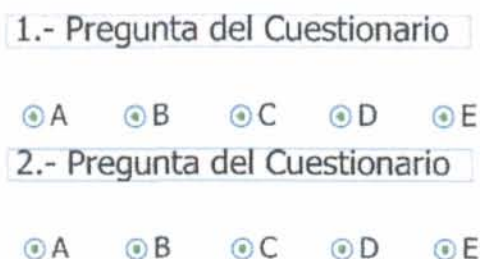 1.- Pregunta del Cuestionario
A B C D E
2.- Pregunta del Cuestionario
A B C D E